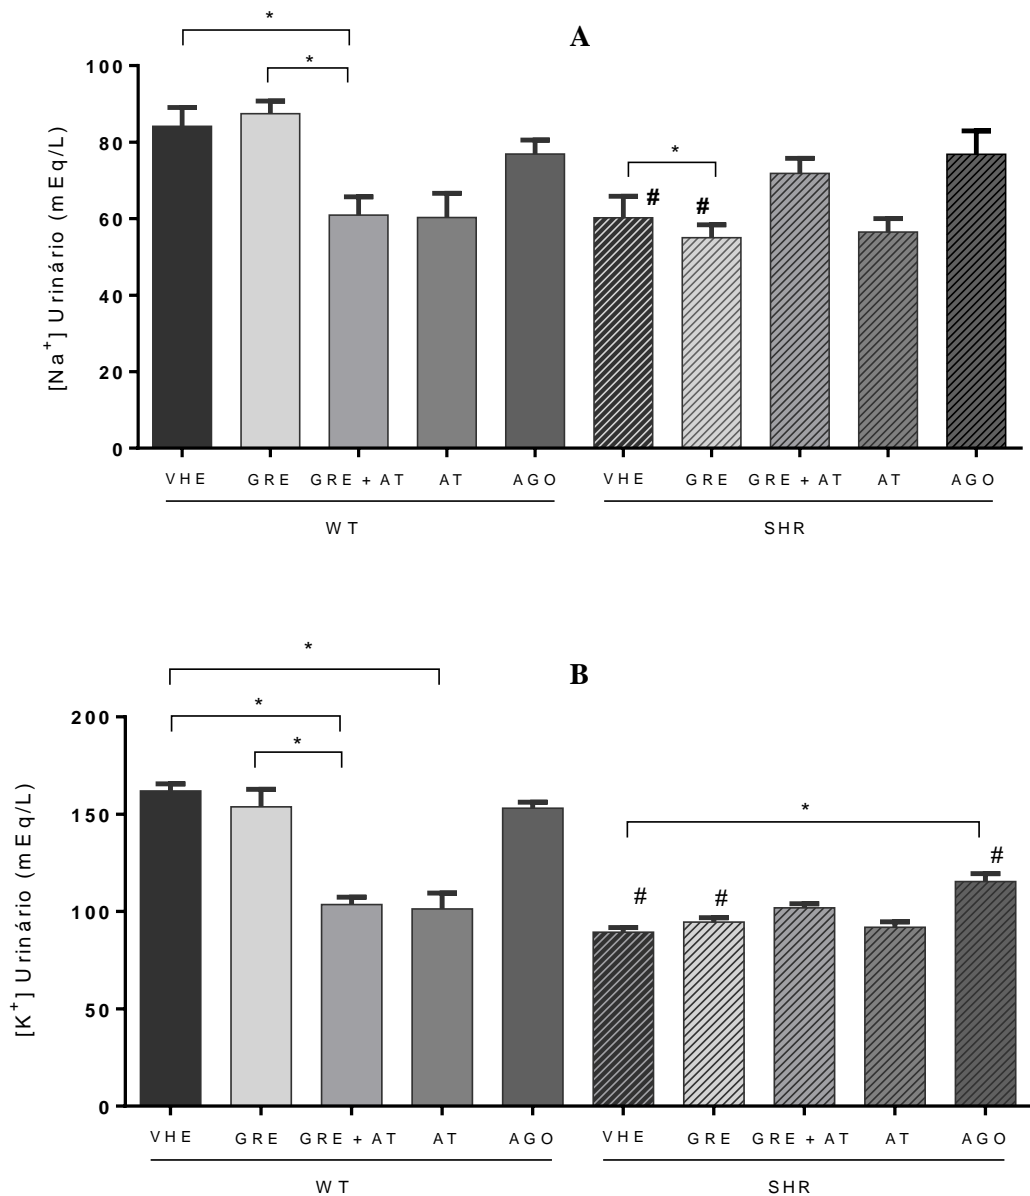 *
A
*
100
80
60
40
20
0
[Na+] Urinário (mEq/L)
*
#
#
VHE GRE GRE + AT AT AGO VHE GRE GRE + AT AT AGO
WT SHR
*
B
*
*
200
150
100
50
0
[K+] Urinário (mEq/L)
*
#
#
#
VHE GRE GRE + AT AT AGO VHE GRE GRE + AT AT AGO
WT SHR